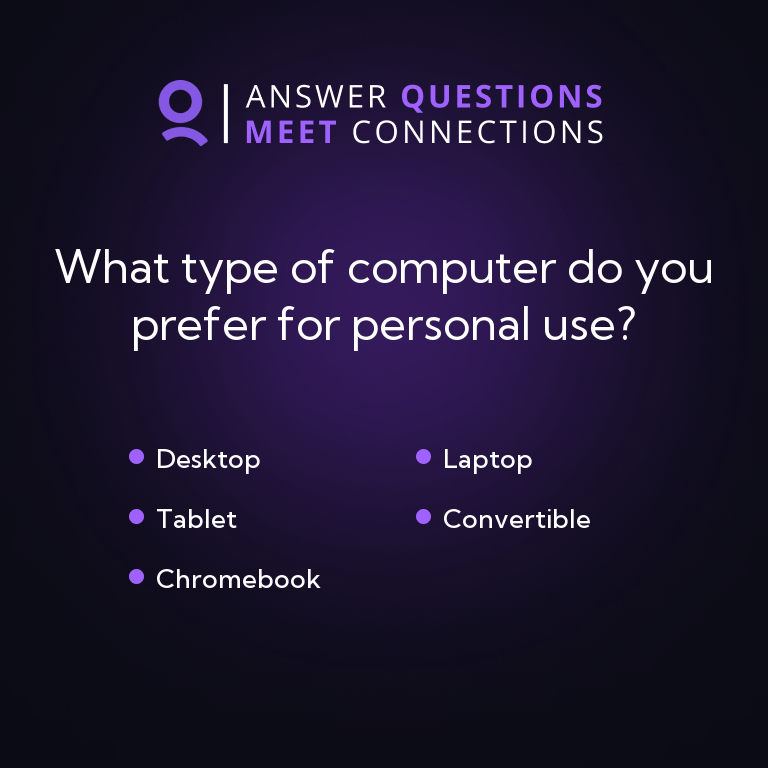 ANSWER QUESTIONS
MEET CONNECTIONS
What type of computer do you
prefer for personal use?
Desktop
Laptop
Tablet
Convertible
Chromebook